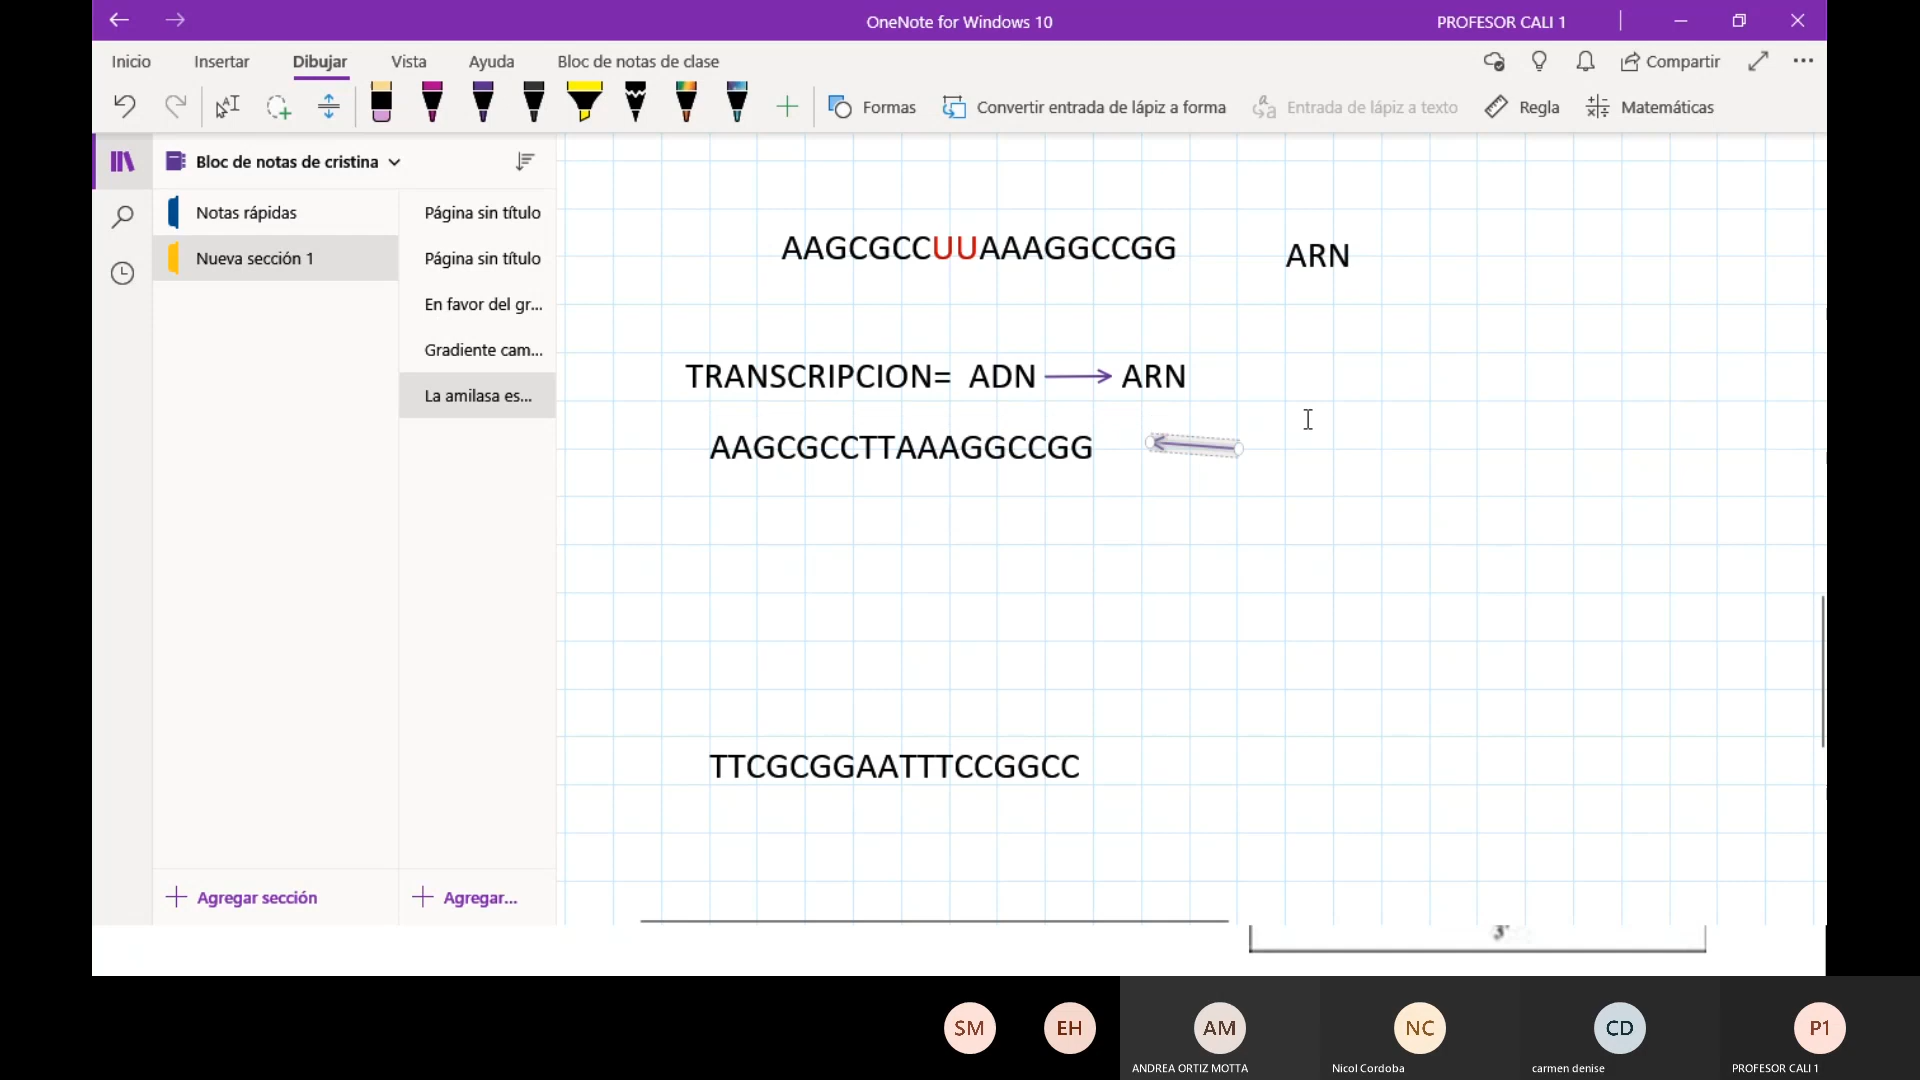 OneNote for Windows 10
PROFESOR CALI 1
Inicio Insertar Dibujar Vista Ayuda Bloc de notas de clase
Compartir
Formas Convertir entrada de lápiz a forma Entrada de lápiz a texto Regla Matemáticas
Bloc de notas de cristina
Notas rápidas
Nueva sección 1
Página sin título
Página sin título
En favor del gr...
Gradiente cam...
La amilasa es...
AAGCGCCUUAAAGGCCGG ARN
TRANSCRIPCION= ADN ARN
AAGCGCCTTAAAGGCCGG
TTCGCGGAATTTCCGGCC
Agregar sección
Agregar...
3'
SM EH AM NC CD P1
ANDREA ORTIZ MOTTA Nicol Cordoba carmen denise PROFESOR CALI 1